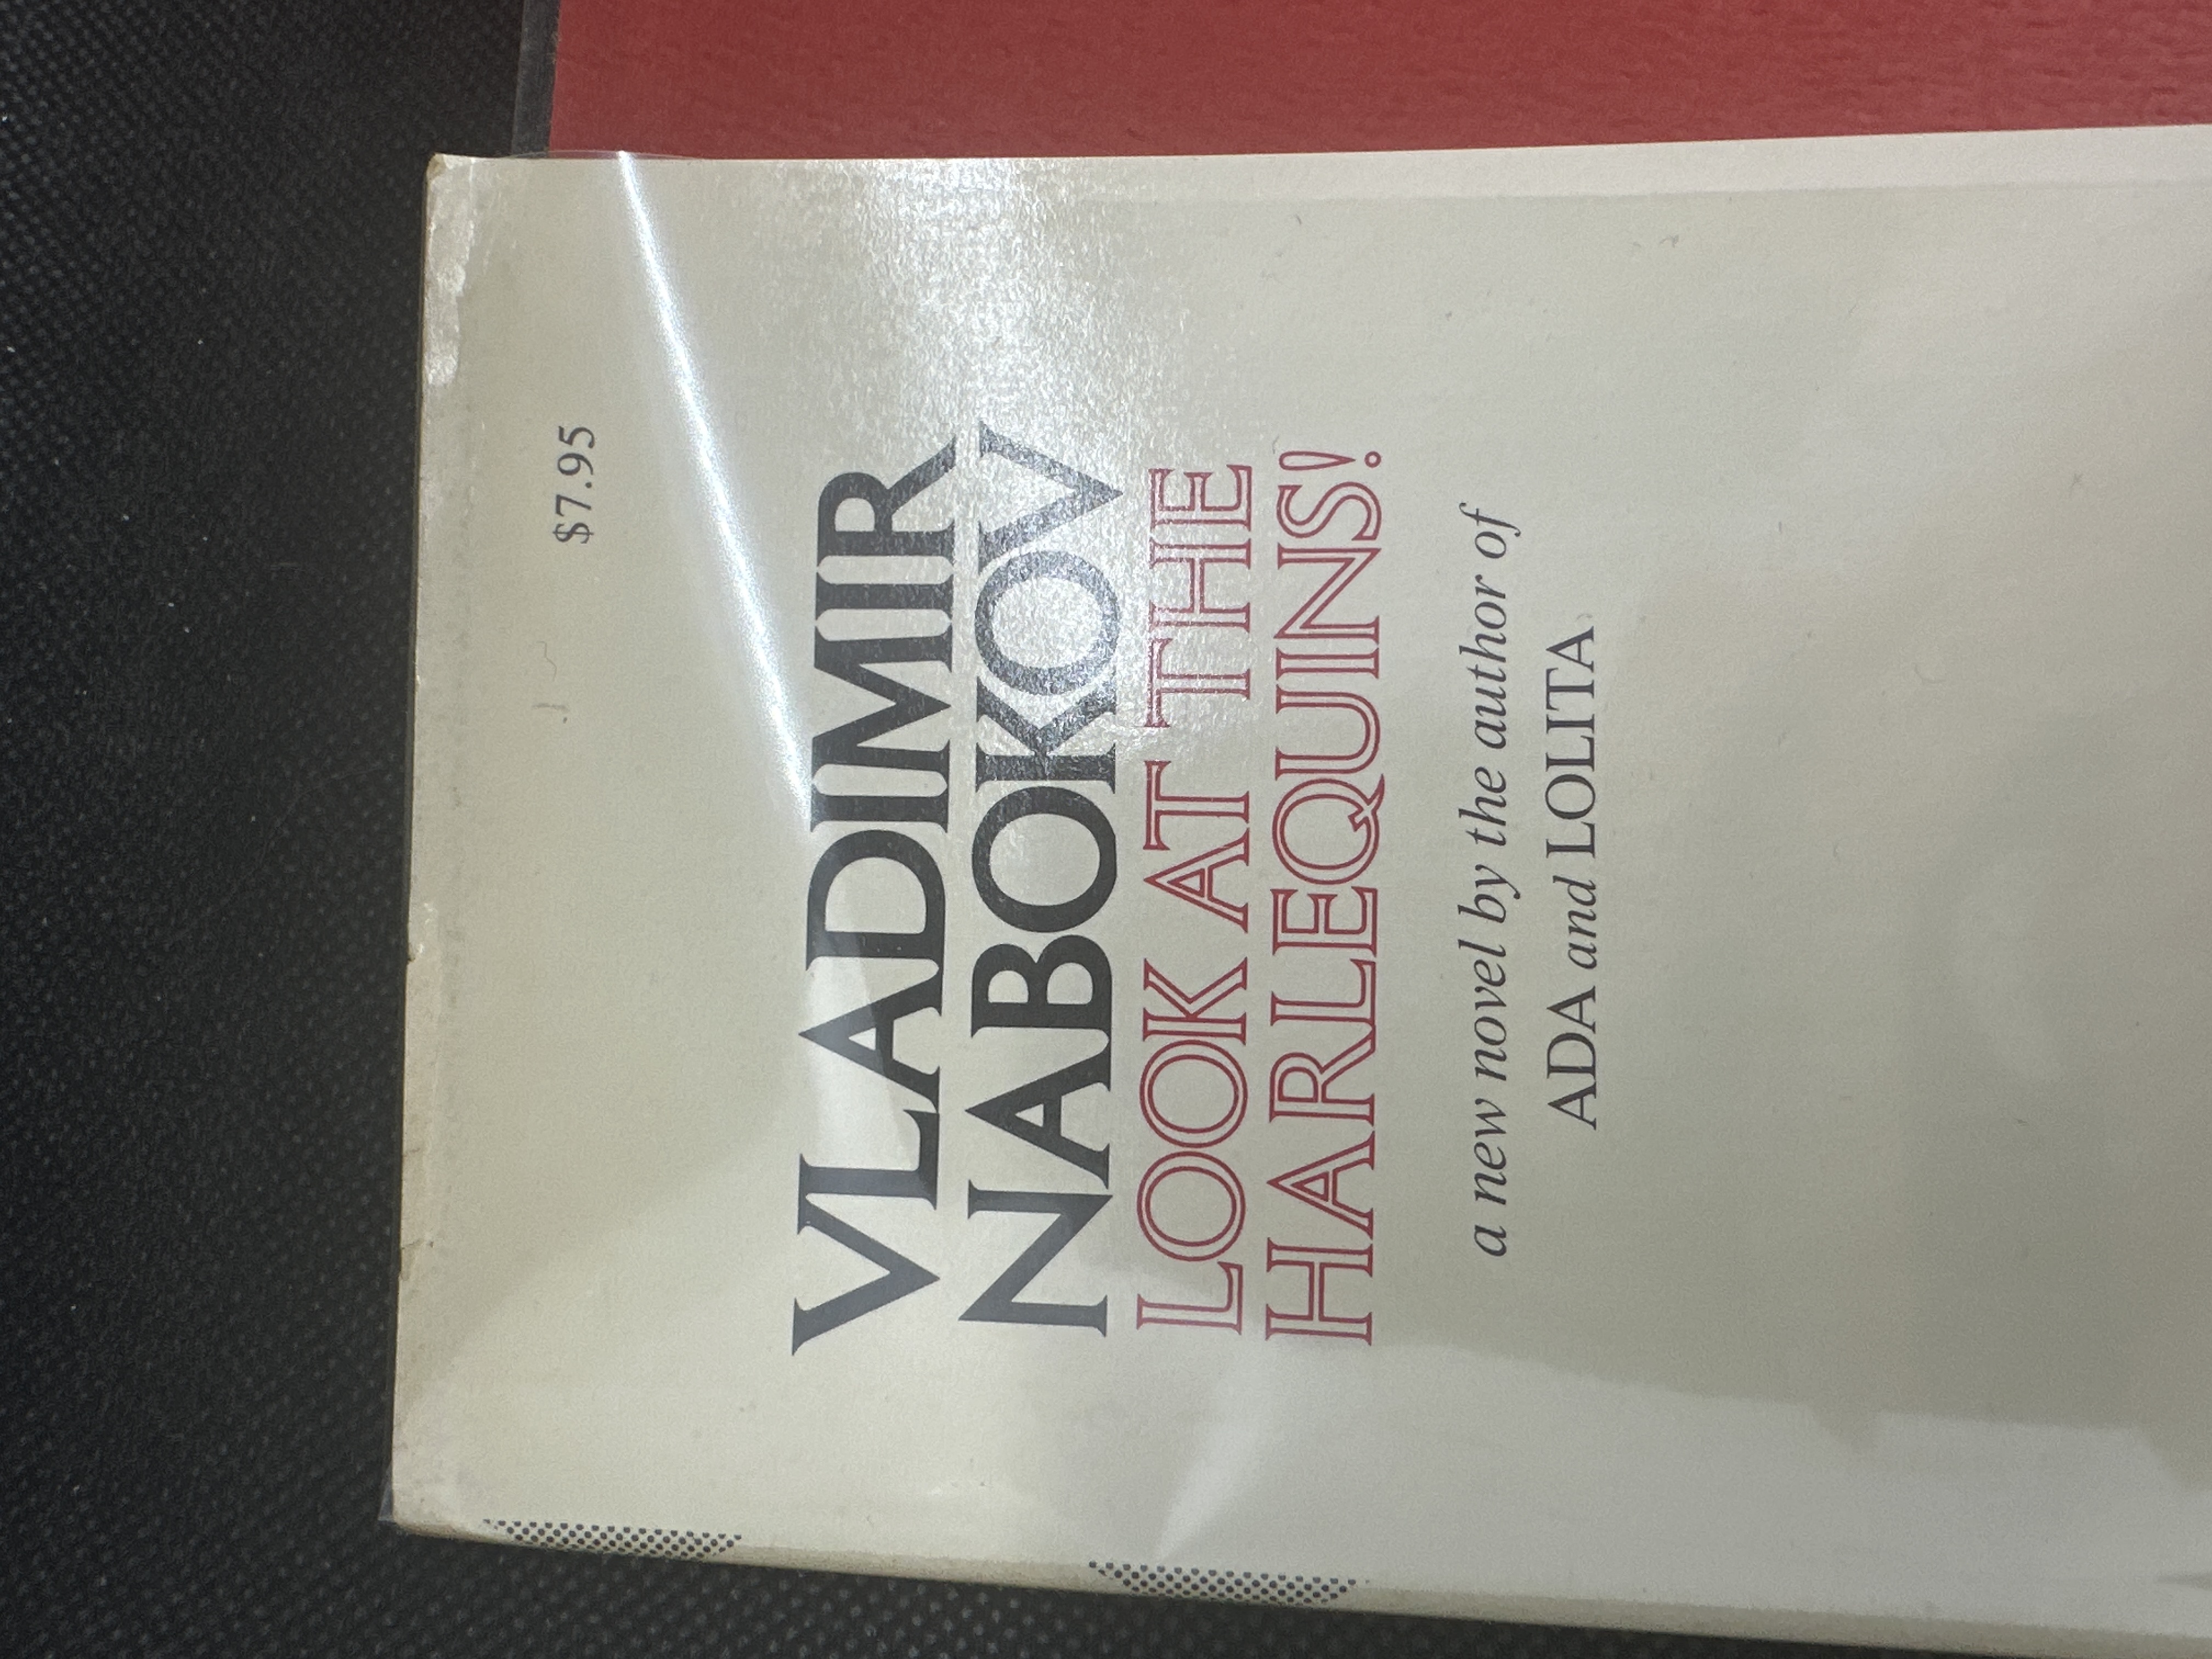 $7.95
VLADIMIR
NABOKOV
LOOK AT THE
HARLEQUINS!
a new novel by the author of
ADA and LOLITA